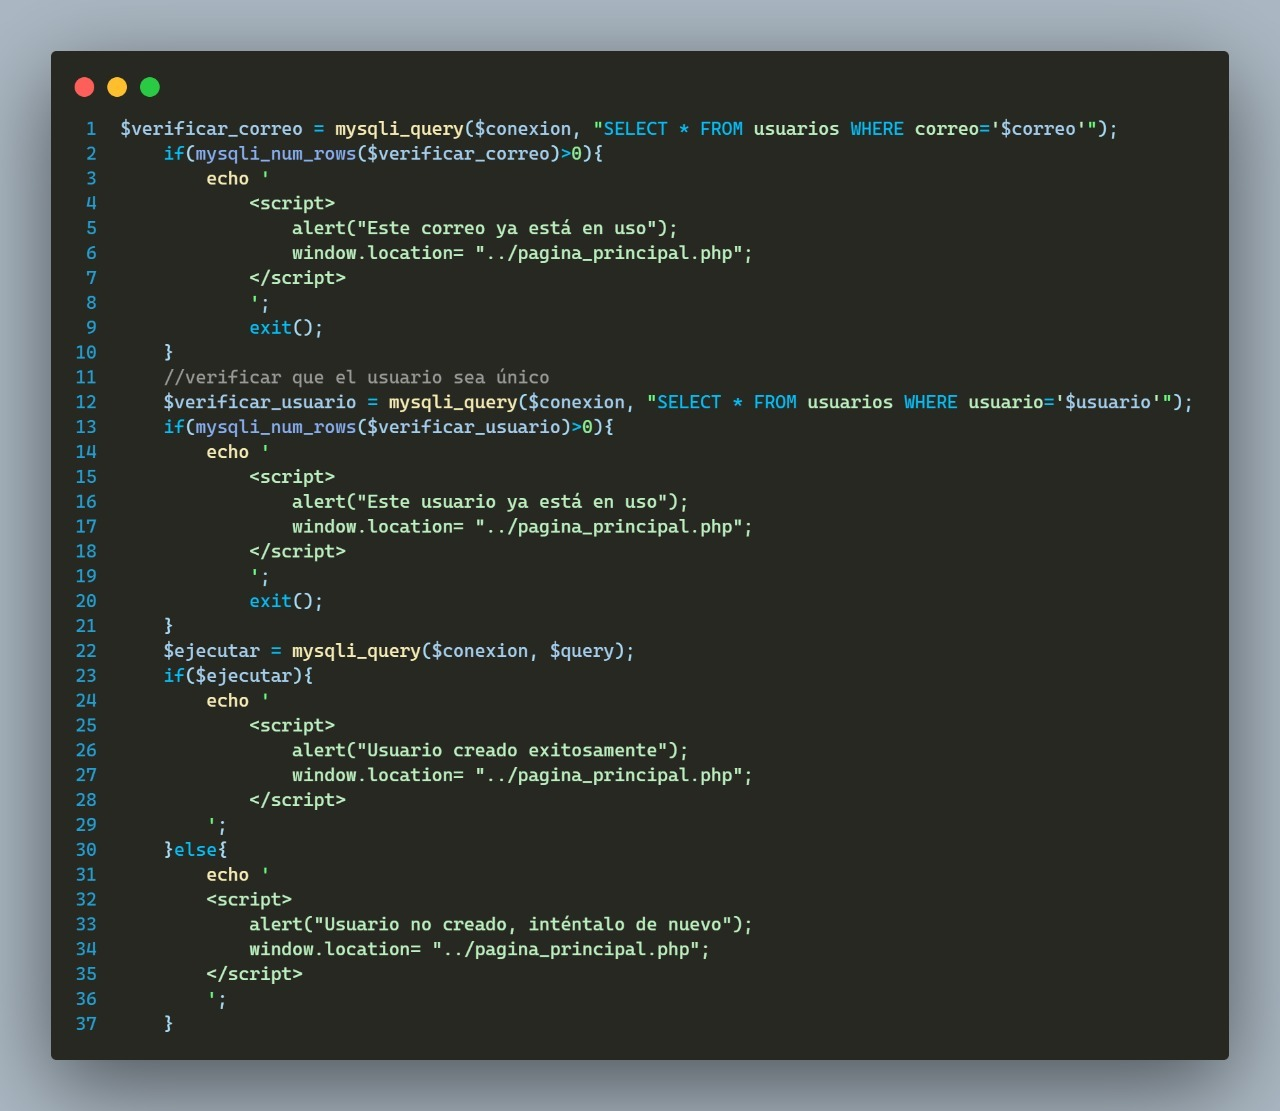 1 $verificar_correo = mysqli_query($conexion, "SELECT * FROM usuarios WHERE correo='$correo'");
2     if(mysqli_num_rows($verificar_correo)>0){
3         echo '
4             <script>
5                 alert("Este correo ya está en uso");
6                 window.location= "../pagina_principal.php";
7             </script>
8             ';
9             exit();
10     }
11     //verificar que el usuario sea único
12     $verificar_usuario = mysqli_query($conexion, "SELECT * FROM usuarios WHERE usuario='$usuario'");
13     if(mysqli_num_rows($verificar_usuario)>0){
14         echo '
15             <script>
16                 alert("Este usuario ya está en uso");
17                 window.location= "../pagina_principal.php";
18             </script>
19             ';
20             exit();
21     }
22     $ejecutar = mysqli_query($conexion, $query);
23     if($ejecutar){
24         echo '
25             <script>
26                 alert("Usuario creado exitosamente");
27                 window.location= "../pagina_principal.php";
28             </script>
29         ';
30     }else{
31         echo '
32         <script>
33             alert("Usuario no creado, inténtalo de nuevo");
34             window.location= "../pagina_principal.php";
35         </script>
36         ';
37     }